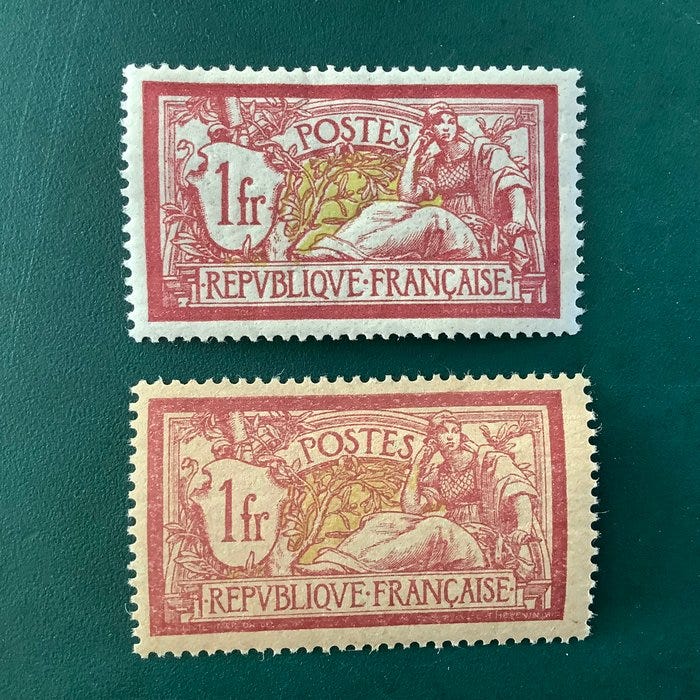 POSTES
1fr
·REPVBLIQVE·FRANÇAISE·
POSTES
1fr
·REPVBLIQVE·FRANÇAISE·